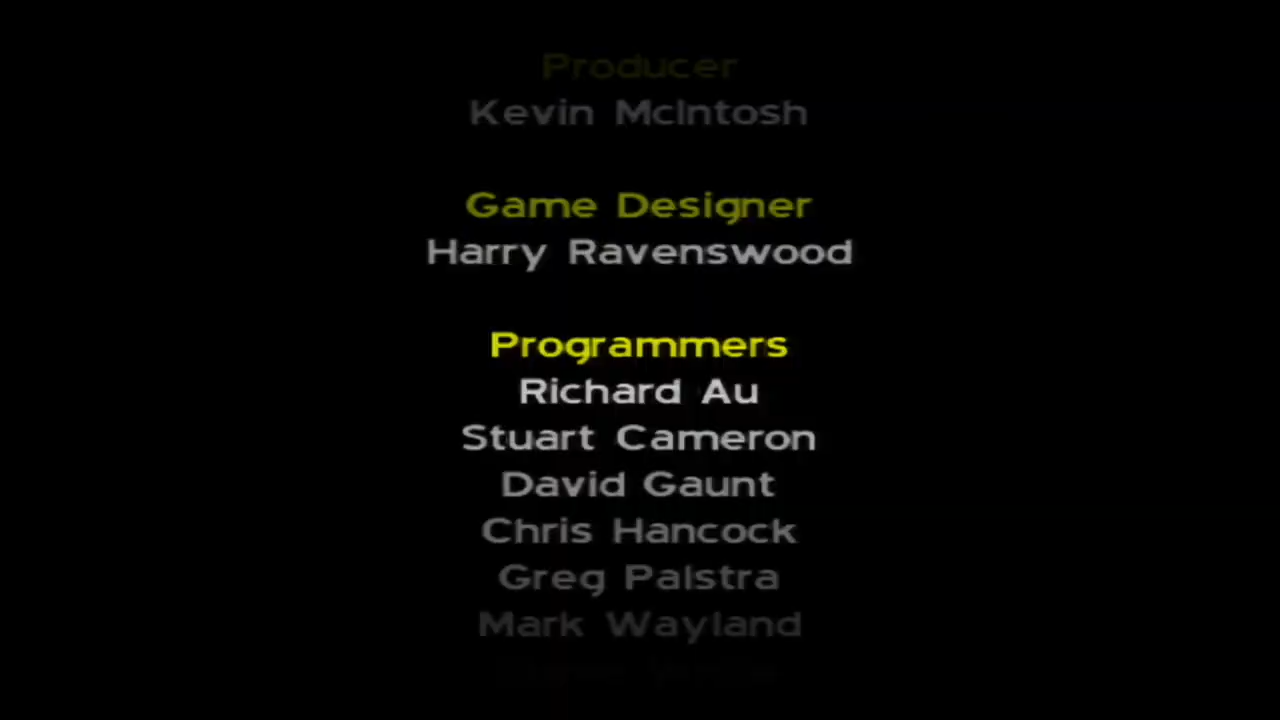 Producer
Kevin McIntosh
Game Designer
Harry Ravenswood
Programmers
Richard Au
Stuart Cameron
David Gaunt
Chris Hancock
Greg Palstra
Mark Wayland